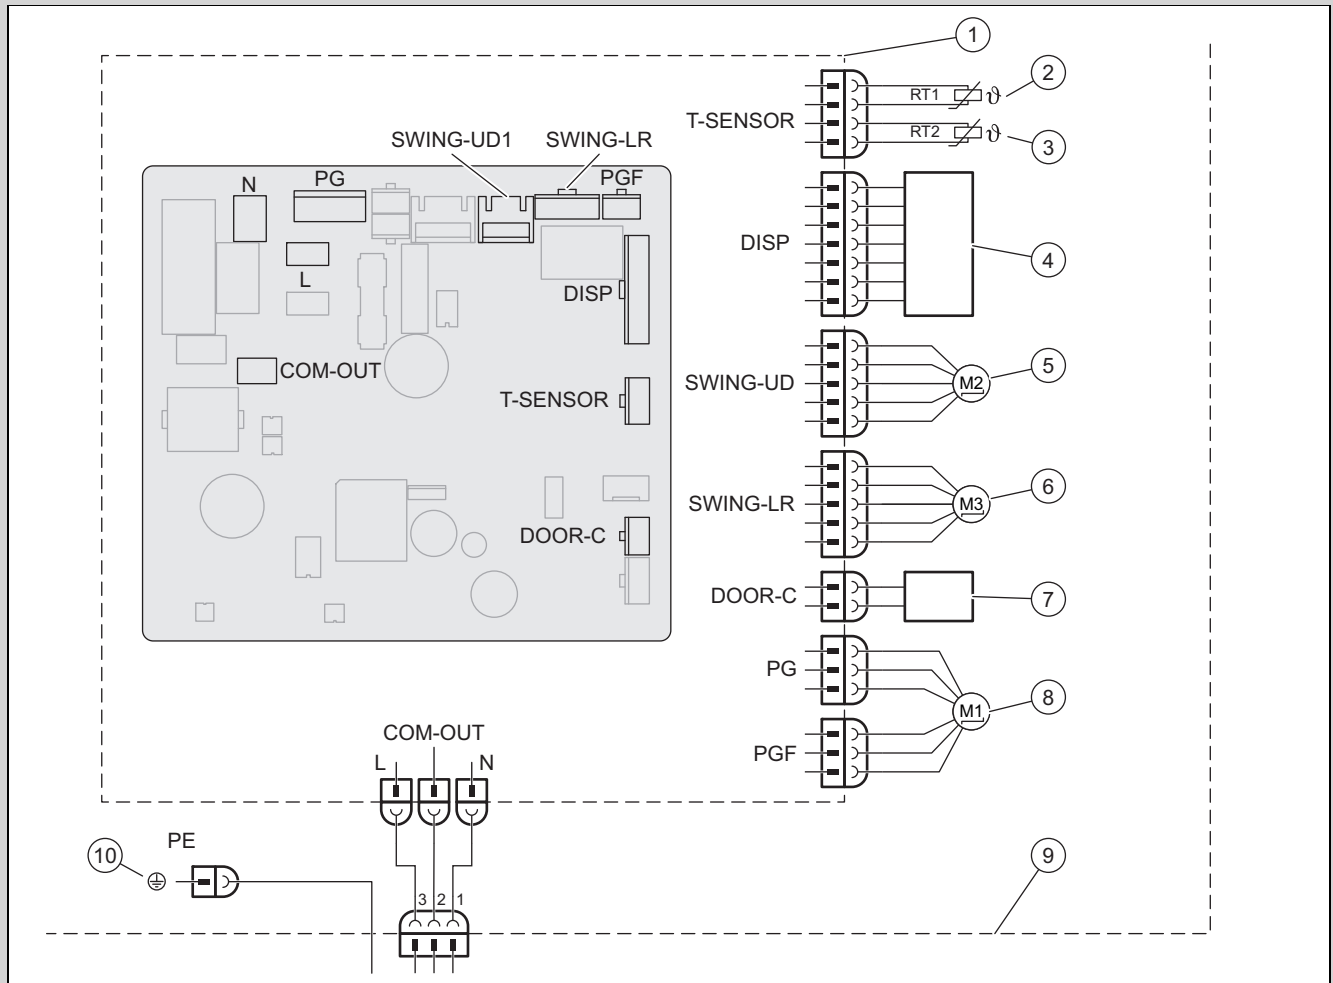 1
2
RT1 ϑ
T-SENSOR
RT2 ϑ
3
SWING-UD1 SWING-LR
N PG PGF
DISP
4
L
DISP
COM-OUT
5
SWING-UD M2
T-SENSOR
6
SWING-LR M3
DOOR-C
DOOR-C
7
PG
8
M1
COM-OUT
PGF
L N
PE
10
9
3 2 1